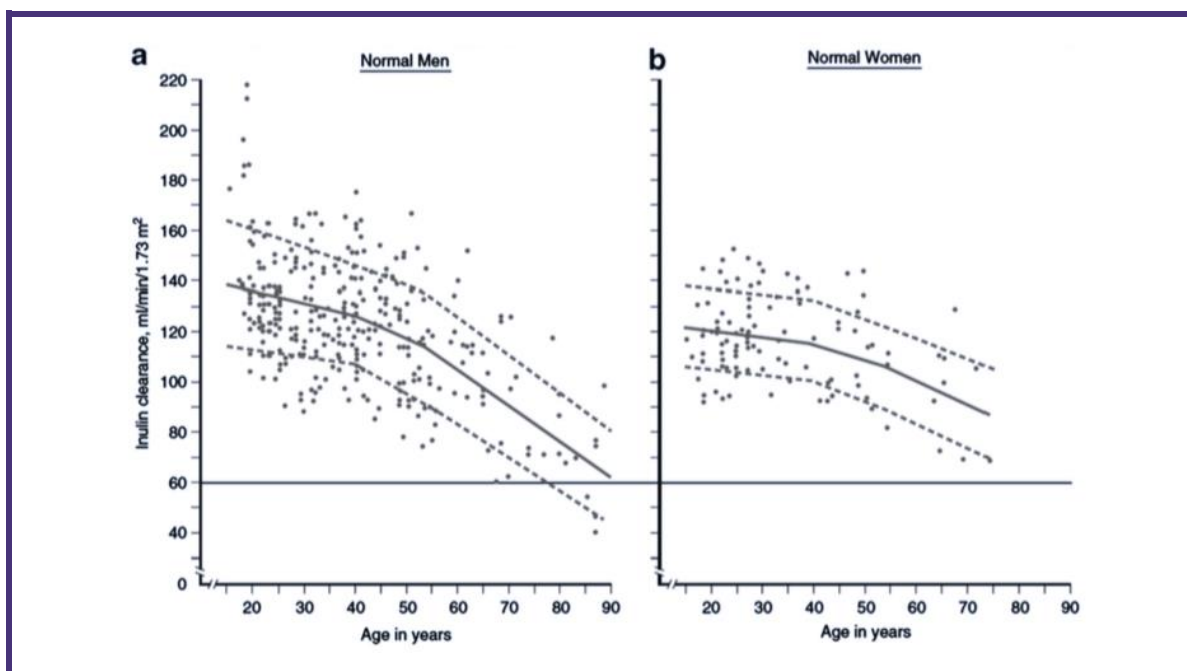 a
Normal Men
b
Normal Women
Inulin clearance, ml/min/1.73 m²
220
200
180
160
140
120
100
80
60
40
0
20 30 40 50 60 70 80 90
20 30 40 50 60 70 80 90
Age in years
Age in years